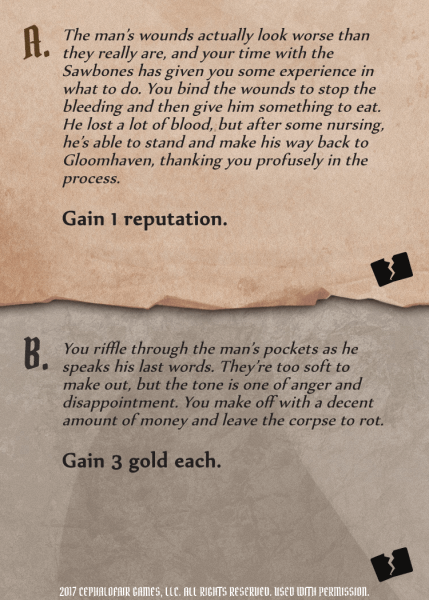 A.
The man's wounds actually look worse than
they really are, and your time with the
Sawbones has given you some experience in
what to do. You bind the wounds to stop the
bleeding and then give him something to eat.
He lost a lot of blood, but after some nursing,
he's able to stand and make his way back to
Gloomhaven, thanking you profusely in the
process.
Gain 1 reputation.
B.
You riffle through the man's pockets as he
speaks his last words. They're too soft to
make out, but the tone is one of anger and
disappointment. You make off with a decent
amount of money and leave the corpse to rot.
Gain 3 gold each.
2017 CEPHALOFAIR GAMES, LLC. ALL RIGHTS RESERVED. USED WITH PERMISSION.